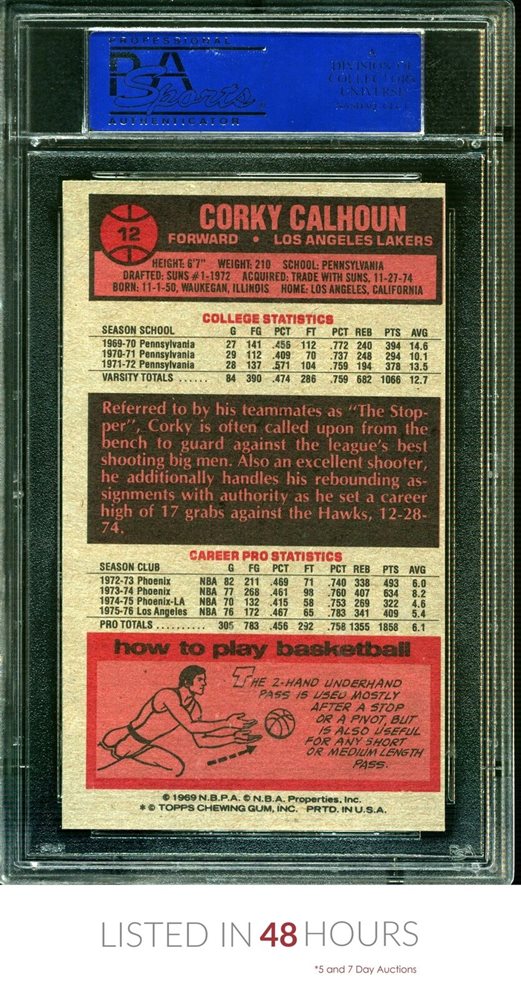 PROFESSIONAL
PSA
Sports
AUTHENTICATOR
A
DIVISION OF
COLLECTORS
UNIVERSE
NASDAQ: CLCT
12
CORKY CALHOUN
FORWARD • LOS ANGELES LAKERS
HEIGHT: 6'7" WEIGHT: 210 SCHOOL: PENNSYLVANIA
DRAFTED: SUNS #1-1972 ACQUIRED: TRADE WITH SUNS, 11-27-74
BORN: 11-1-50, WAUKEGAN, ILLINOIS HOME: LOS ANGELES, CALIFORNIA
COLLEGE STATISTICS
SEASON SCHOOL G FG PCT FT PCT REB PTS AVG
1969-70 Pennsylvania 27 141 .456 112 .772 240 394 14.6
1970-71 Pennsylvania 29 112 .409 70 .737 248 294 10.1
1971-72 Pennsylvania 28 137 .571 104 .759 194 378 13.5
VARSITY TOTALS ...... 84 390 .474 286 .759 682 1066 12.7
Referred to by his teammates as "The Stop-
per", Corky is often called upon from the
bench to guard against the league's best
shooting big men. Also an excellent shooter,
he additionally handles his rebounding as-
signments with authority as he set a career
high of 17 grabs against the Hawks, 12-28-
74.
CAREER PRO STATISTICS
SEASON CLUB G FG PCT FT PCT REB PTS AVG
1972-73 Phoenix NBA 82 211 .469 71 .740 338 493 6.0
1973-74 Phoenix NBA 77 268 .461 98 .760 407 634 8.2
1974-75 Phoenix-LA NBA 70 132 .415 58 .753 269 322 4.6
1975-76 Los Angeles NBA 76 172 .467 65 .783 341 409 5.4
PRO TOTALS .......... 305 783 .456 292 .758 1355 1858 6.1
how to play basketball
THE 2-HAND UNDERHAND
PASS IS USED MOSTLY
AFTER A STOP
OR A PIVOT, BUT
IS ALSO USEFUL
FOR ANY SHORT
OR MEDIUM LENGTH
PASS.
© 1969 N.B.P.A. © N.B.A. Properties, Inc.
* © TOPPS CHEWING GUM, INC. PRTD. IN U.S.A.
LISTED IN 48 HOURS
*5 and 7 Day Auctions